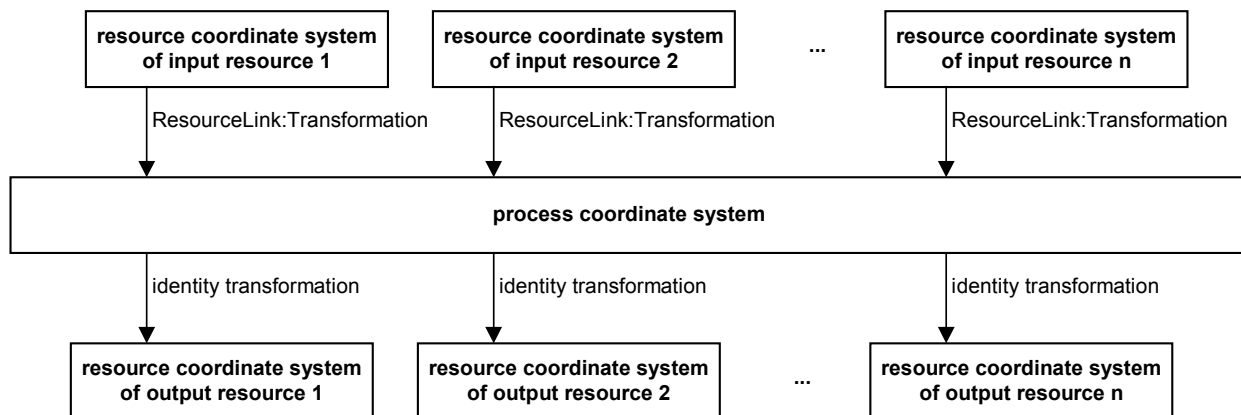 resource coordinate system
of input resource 1
resource coordinate system
of input resource 2
...
resource coordinate system
of input resource n
ResourceLink:Transformation
ResourceLink:Transformation
ResourceLink:Transformation
process coordinate system
identity transformation
identity transformation
identity transformation
resource coordinate system
of output resource 1
resource coordinate system
of output resource 2
...
resource coordinate system
of output resource n